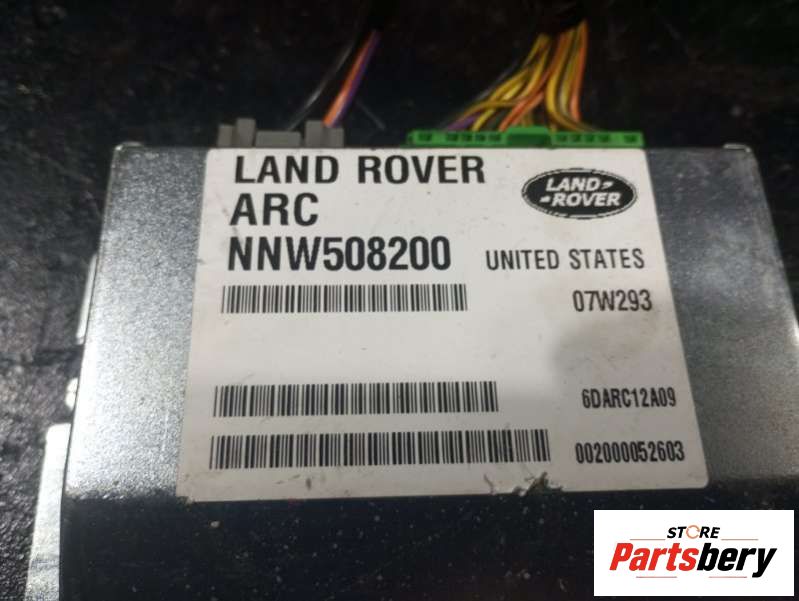 LAND ROVER
ARC
NNW508200
LAND-
-ROVER
UNITED STATES
07W293
6DARC12A09
002000052603
STORE
Partsbery